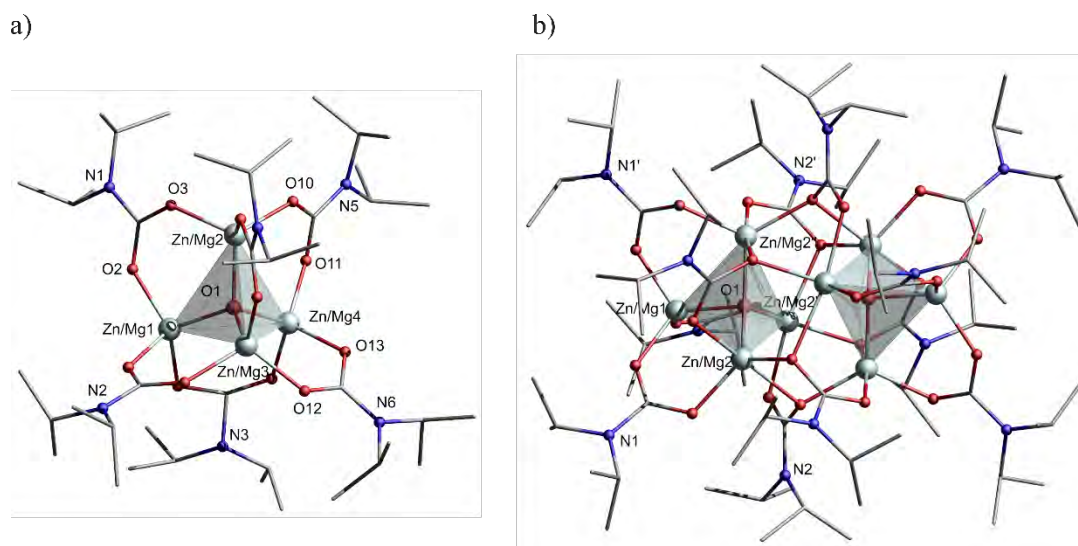 a)
b)
N1
O3
O10
N5
Zn/Mg2
O2
O11
O1
Zn/Mg1
Zn/Mg4
O13
Zn/Mg3
N2
O12
N6
N3
N1'
N2'
Zn/Mg2'
O1
Zn/Mg1
Zn/Mg2'
Zn/Mg2
N1
N2